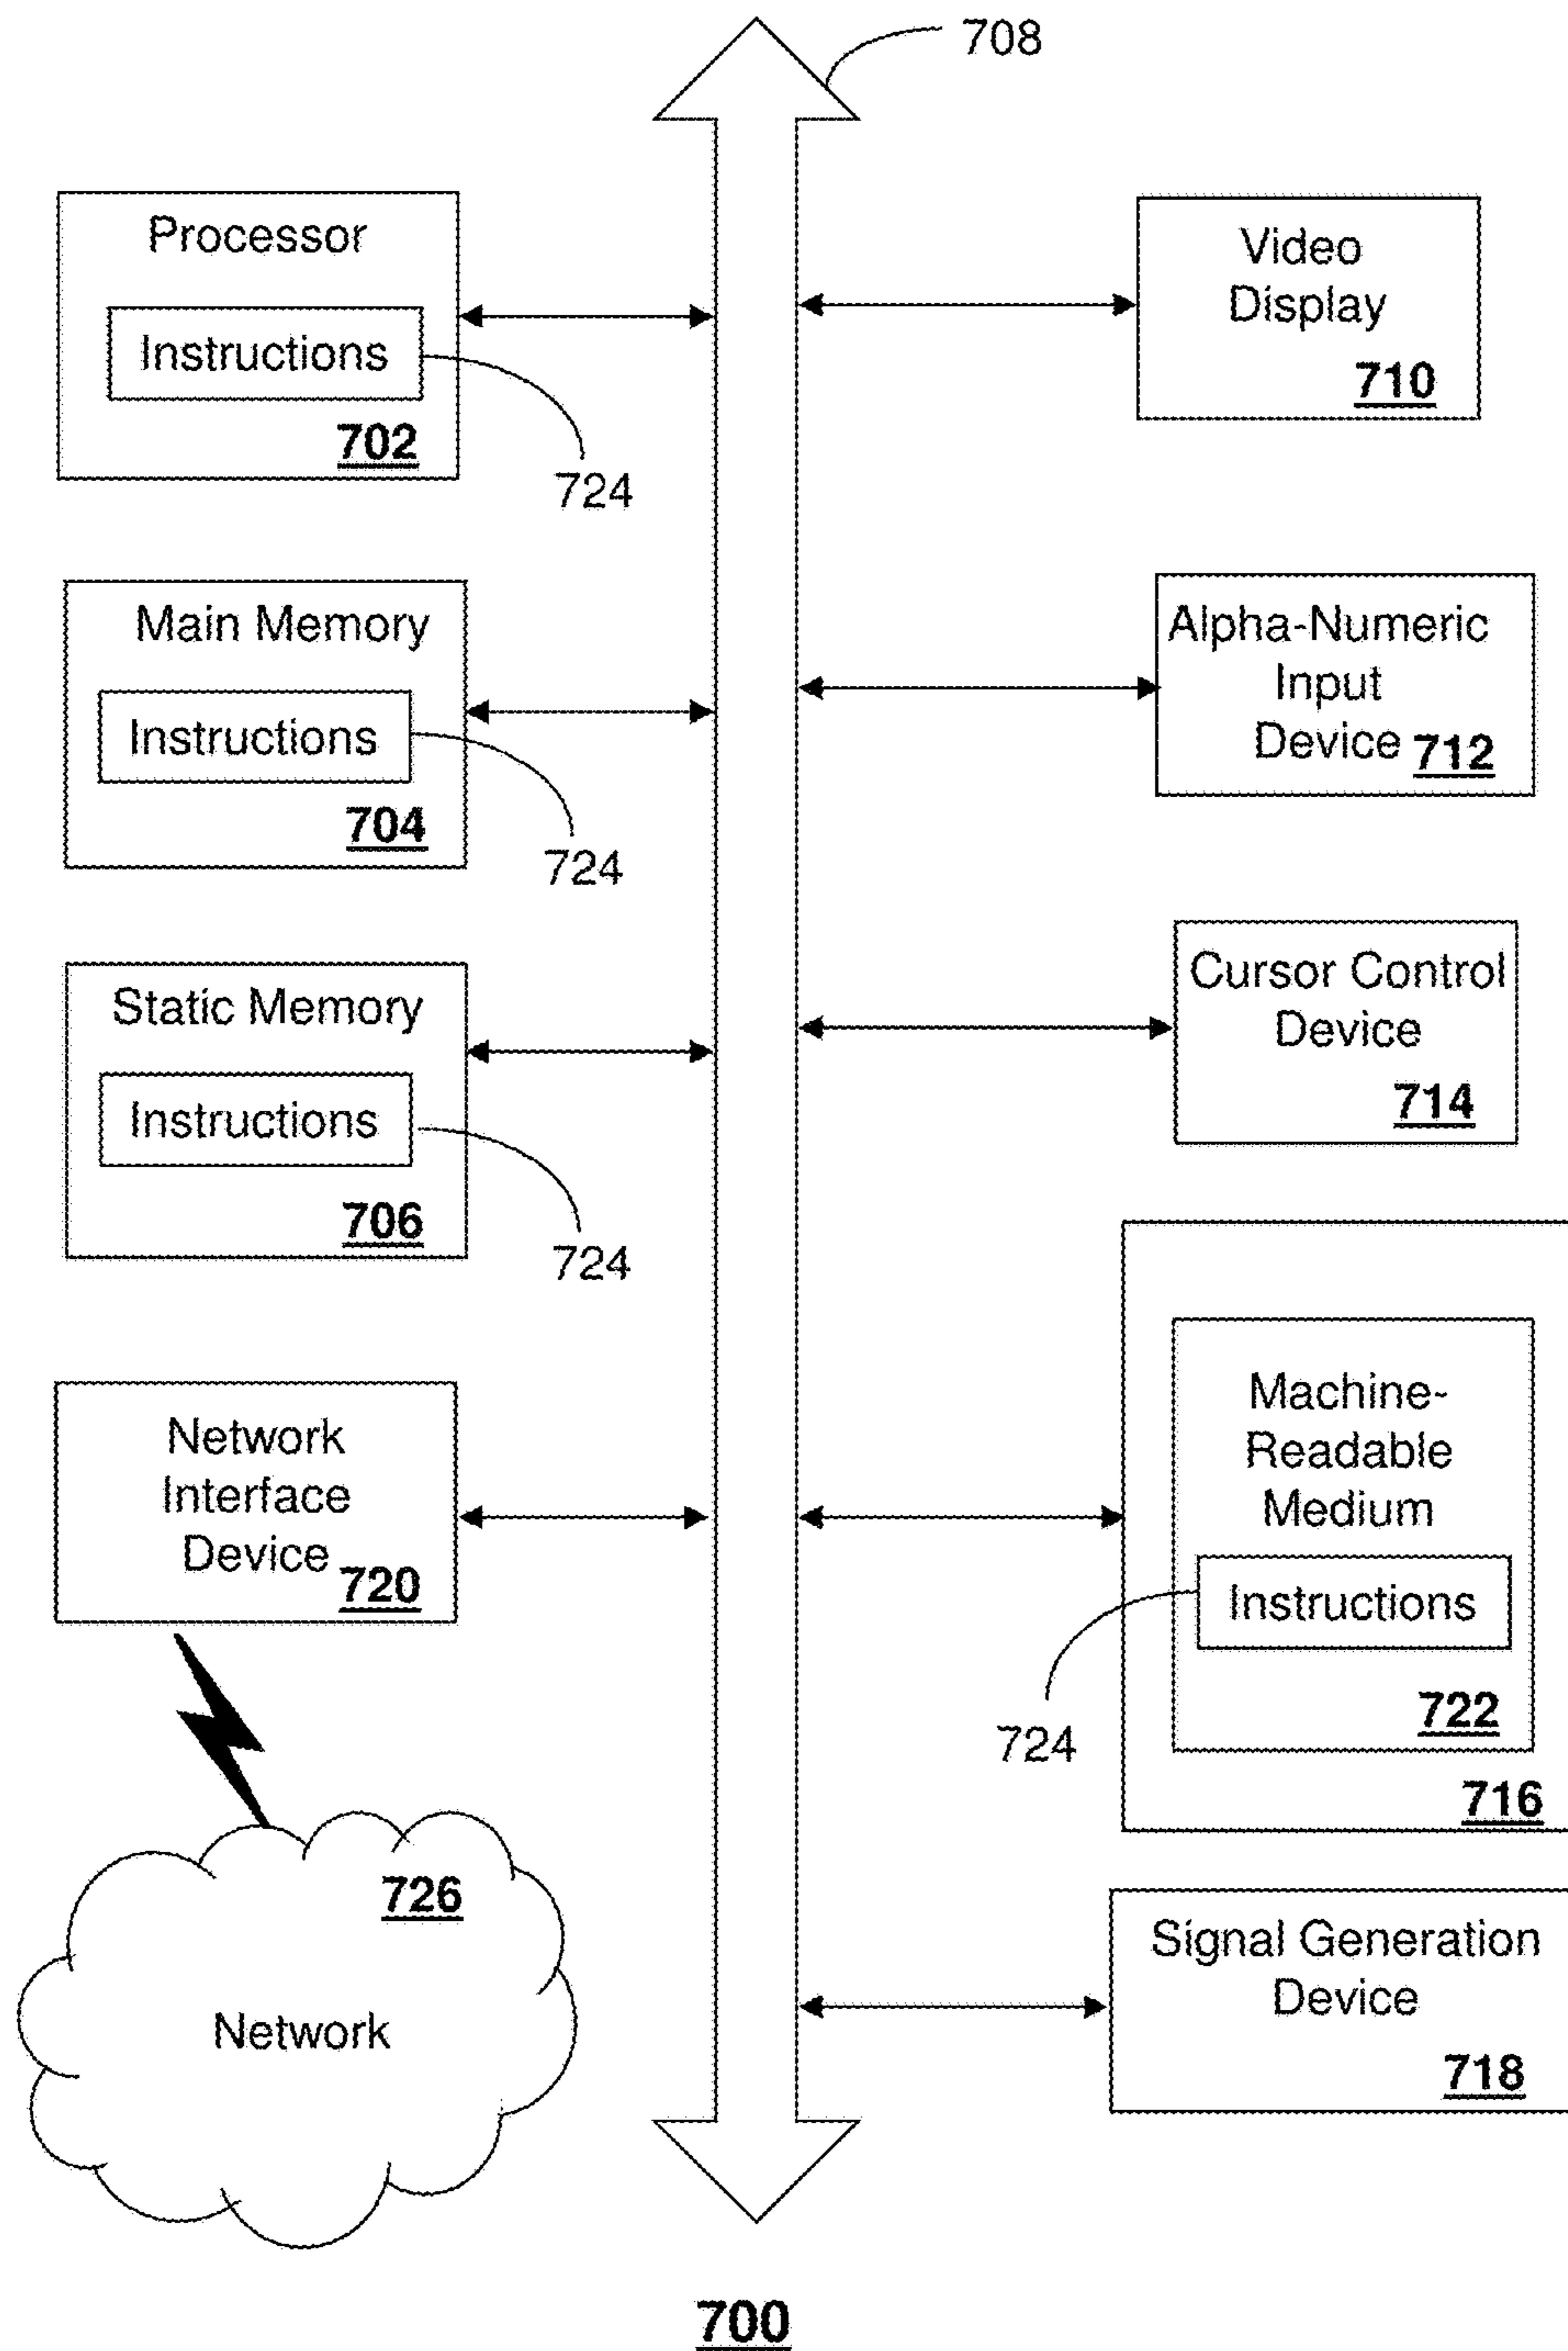 708
Processor
Instructions
702
724
Main Memory
Instructions
704
724
Static Memory
Instructions
706
724
Network
Interface
Device
720
726
Network
Video
Display
710
Alpha-Numeric
Input
Device
712
Cursor Control
Device
714
Machine-
Readable
Medium
Instructions
724
722
716
Signal Generation
Device
718
700